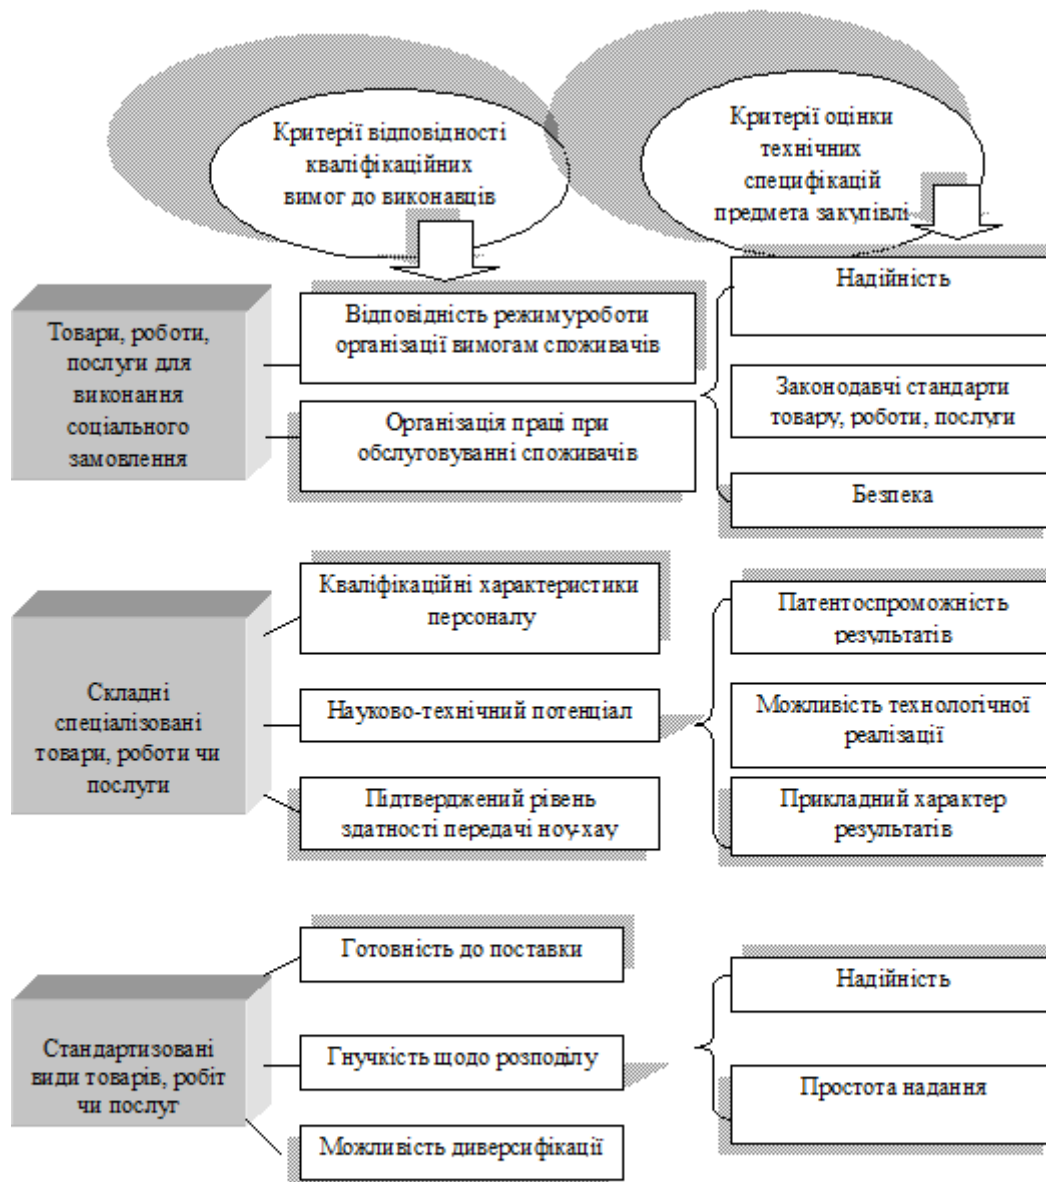 Критерії відповідності
кваліфікаційних
вимог до виконавців
Критерії оцінки
технічних
специфікацій
предмета закупівлі
Товари, роботи,
послуги для
виконання
соціального
замовлення
Відповідність режимуроботи
організації вимогам споживачів
Організація праці при
обслуговуванні споживачів
Надійність
Законодавчі стандарти
товару, роботи, послуги
Безпека
Складні
спеціалізовані
товари, роботи чи
послуги
Кваліфікаційні характеристики
персоналу
Науково-технічний потенціал
Підтверджений рівень
здатності передачі ноу-хау
Патентоспроможність
результатів
Можливість технологічної
реалізації
Прикладний характер
результатів
Стандартизовані
види товарів, робіт
чи послуг
Готовність до поставки
Гнучкість щодо розподілу
Можливість диверсифікації
Надійність
Простота надання